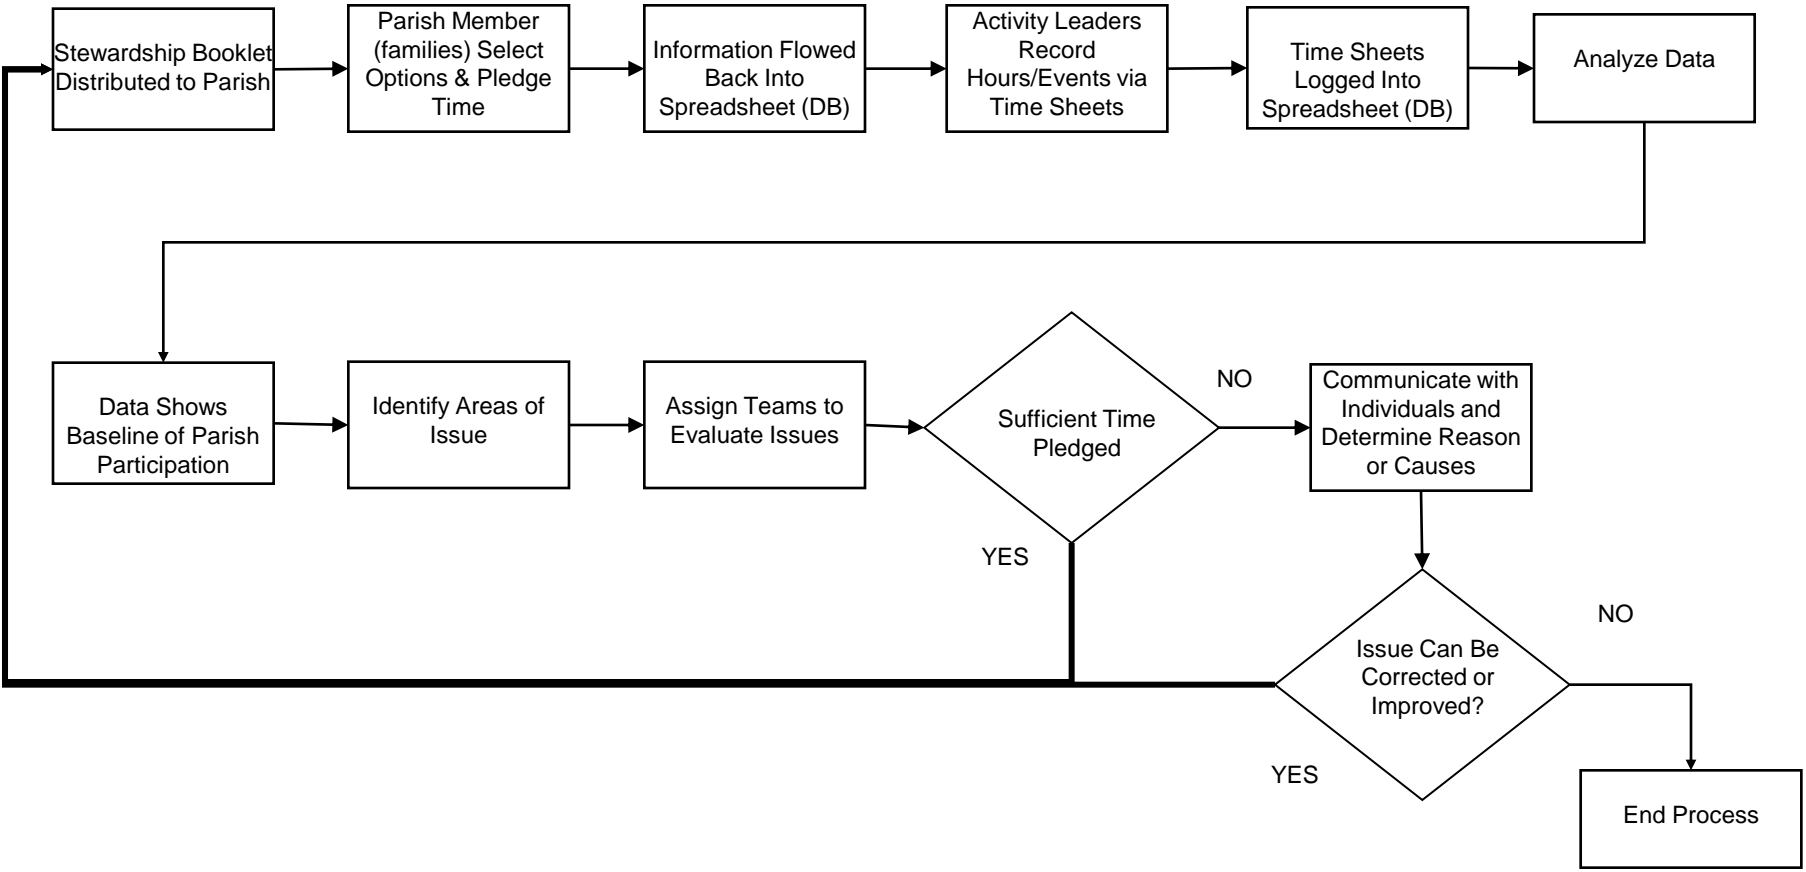 Stewardship Booklet
Distributed to Parish
Parish Member
(families) Select
Options & Pledge
Time
Information Flowed
Back Into
Spreadsheet (DB)
Activity Leaders
Record
Hours/Events via
Time Sheets
Time Sheets
Logged Into
Spreadsheet (DB)
Analyze Data
Data Shows
Baseline of Parish
Participation
Identify Areas of
Issue
Assign Teams to
Evaluate Issues
Sufficient Time
Pledged
NO
YES
Communicate with
Individuals and
Determine Reason
or Causes
Issue Can Be
Corrected or
Improved?
NO
YES
End Process